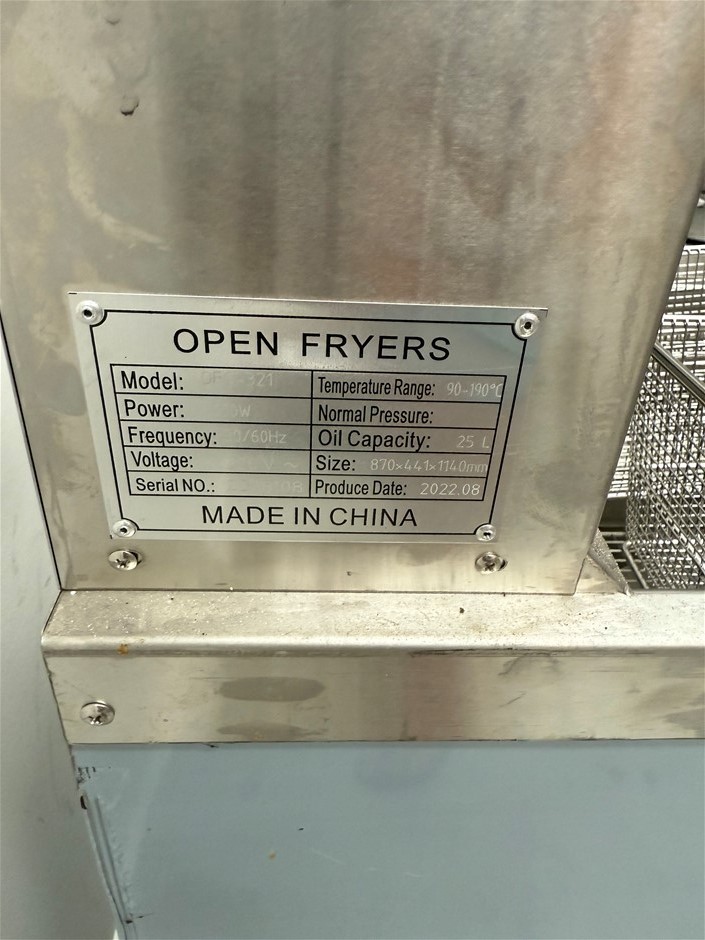 OPEN FRYERS
Model: Temperature Range: 90-190°C
Power: Normal Pressure:
Frequency: Oil Capacity: 25 L
Voltage: Size: 870×441×1140mm
Serial NO.: Produce Date: 2022.08
MADE IN CHINA